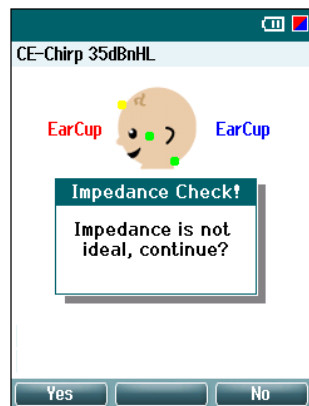 CE-Chirp 35dBnHL
EarCup EarCup
Impedance Check!
Impedance is not
ideal, continue?
Yes No